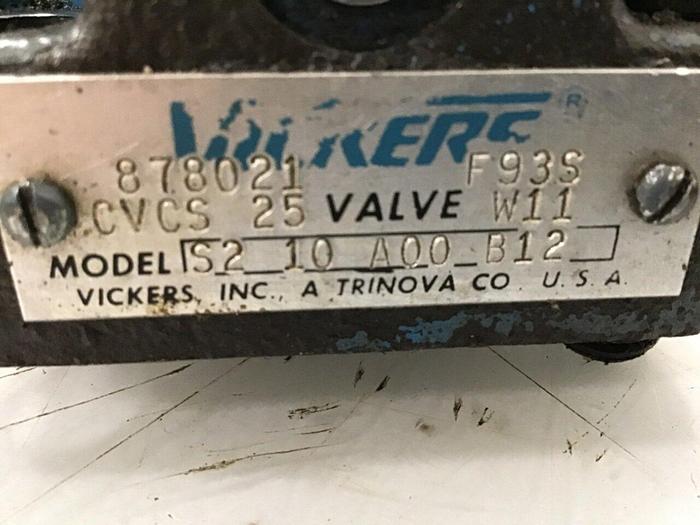 VICKERS ®
878021 F93S
CVCS 25 VALVE W11
MODEL S2 10 A00 B12
VICKERS, INC., A TRINOVA CO. U.S.A.